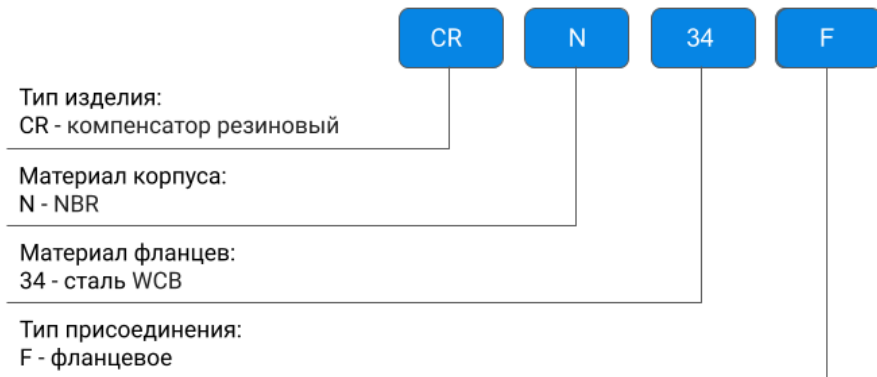 CR N 34 F
Тип изделия:
CR - компенсатор резиновый
Материал корпуса:
N - NBR
Материал фланцев:
34 - сталь WCB
Тип присоединения:
F - фланцевое